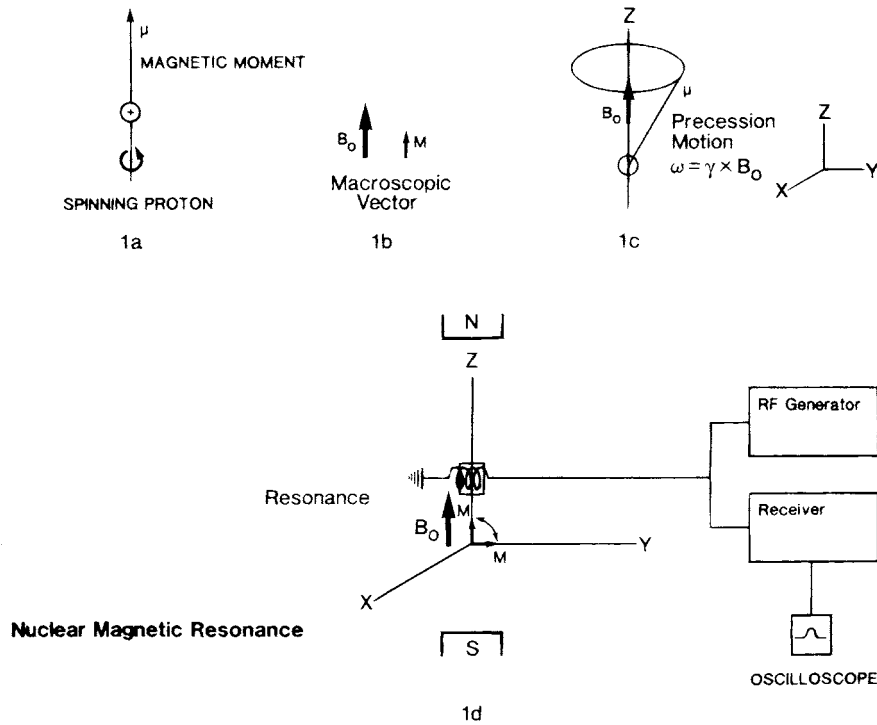 μ
MAGNETIC MOMENT
+
SPINNING PROTON
1a
B₀
M
Macroscopic
Vector
1b
Z
μ
B₀
Precession
Motion
ω = γ × B₀
1c
Z
Y
X
N
Z
RF Generator
Resonance
Receiver
M
B₀
M
Y
X
Nuclear Magnetic Resonance
S
OSCILLOSCOPE
1d